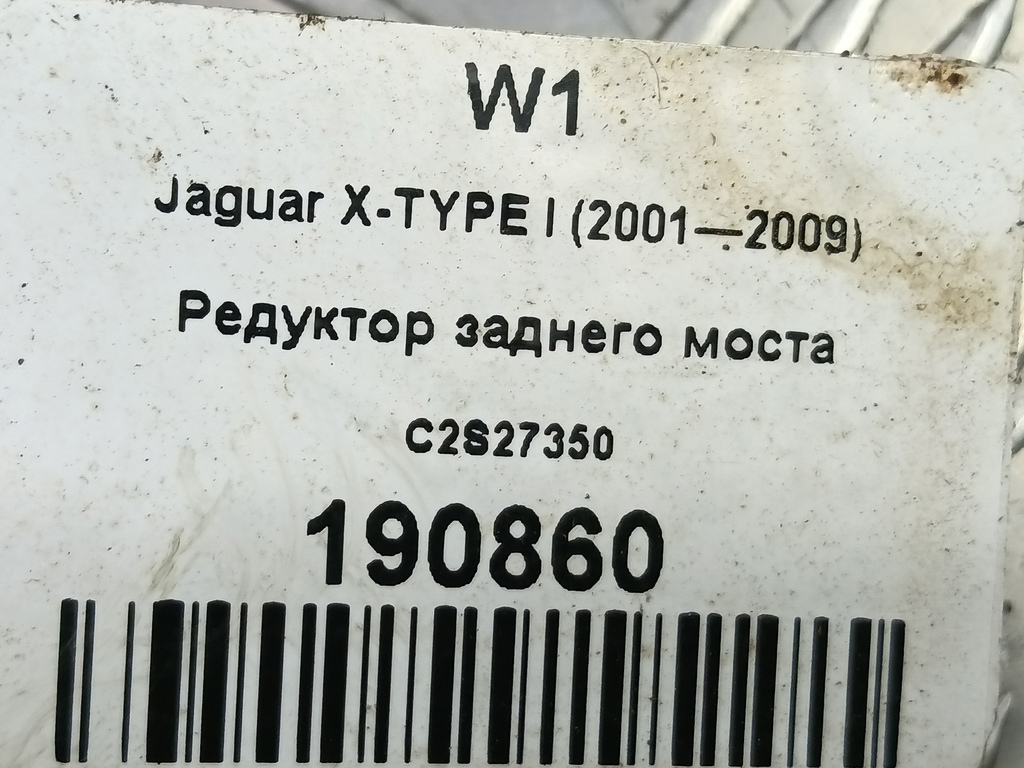 W1
Jaguar X-TYPE I (2001—2009)
Редуктор заднего моста
C2S27350
190860